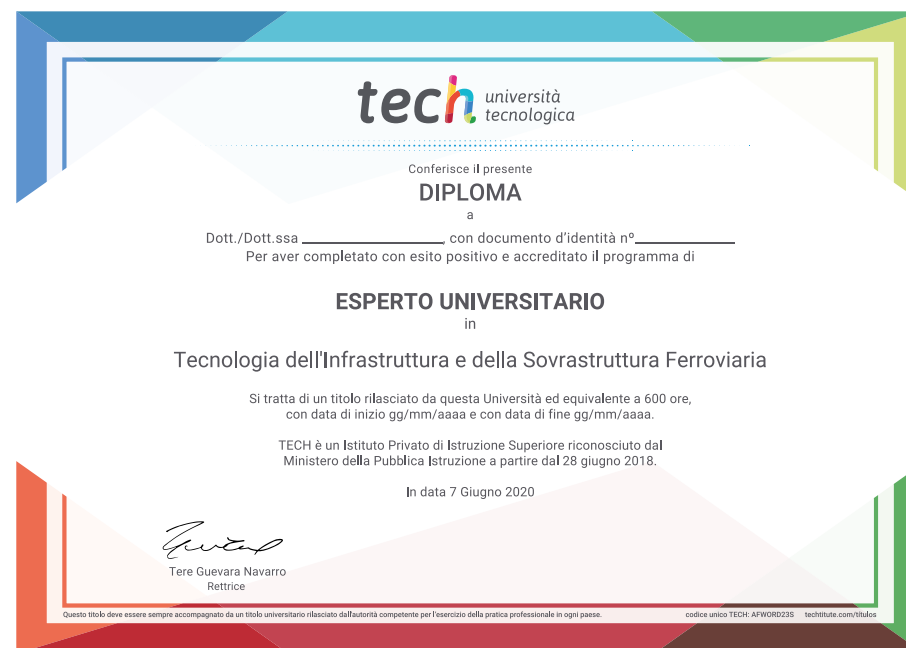 tech università
tecnologica
Conferisce il presente
DIPLOMA
a
Dott./Dott.ssa ____________________, con documento d'identità nº______________
Per aver completato con esito positivo e accreditato il programma di
ESPERTO UNIVERSITARIO
in
Tecnologia dell'Infrastruttura e della Sovrastruttura Ferroviaria
Si tratta di un titolo rilasciato da questa Università ed equivalente a 600 ore,
con data di inizio gg/mm/aaaa e con data di fine gg/mm/aaaa.
TECH è un Istituto Privato di Istruzione Superiore riconosciuto dal
Ministero della Pubblica Istruzione a partire dal 28 giugno 2018.
In data 7 Giugno 2020
Tere Guevara Navarro
Rettrice
Questo titolo deve essere sempre accompagnato da un titolo universitario rilasciato dall'autorità competente per l'esercizio della pratica professionale in ogni paese. codice unico TECH: AFWORD23S techtitute.com/titulos